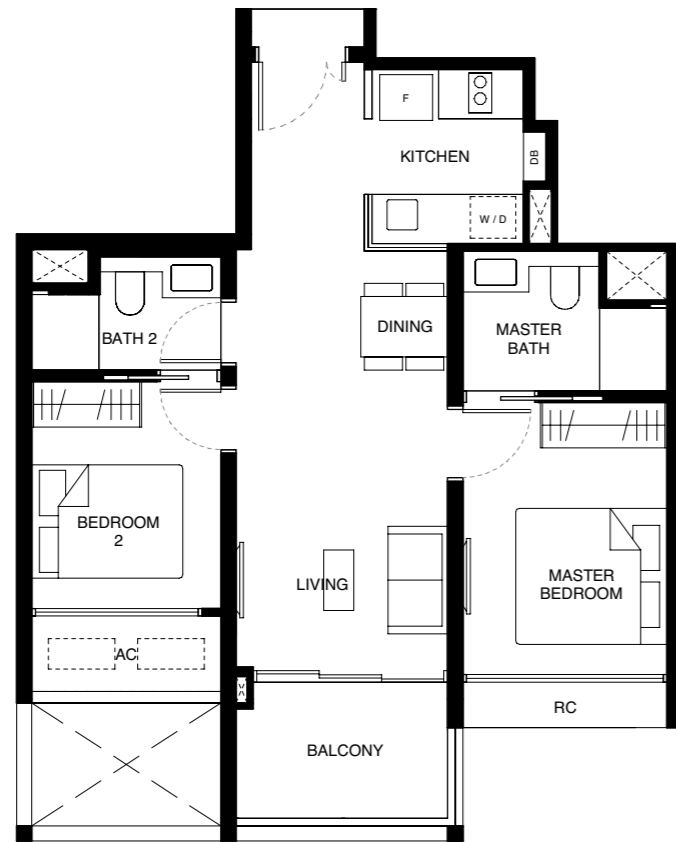 F
KITCHEN
DB
W / D
DINING
BATH 2
MASTER
BATH
BEDROOM
2
LIVING
MASTER
BEDROOM
AC
RC
BALCONY